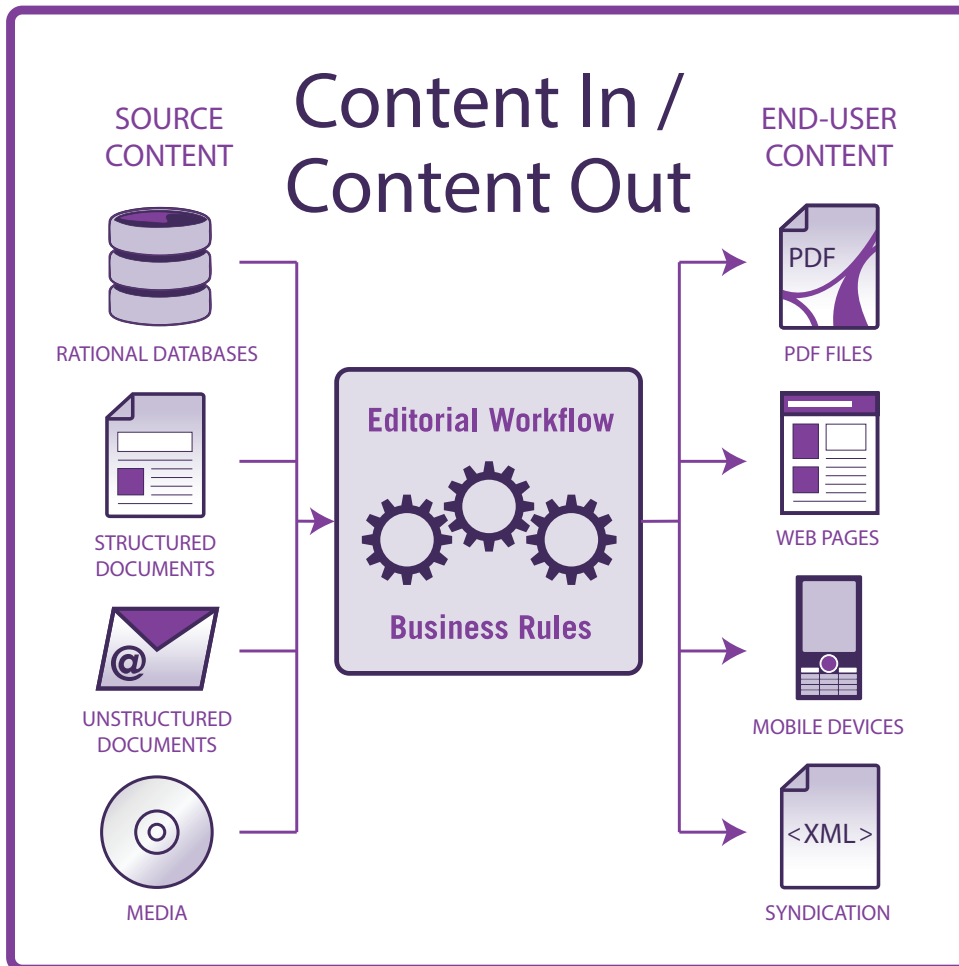 Content In /
Content Out
SOURCE
CONTENT
RATIONAL DATABASES
STRUCTURED
DOCUMENTS
@
UNSTRUCTURED
DOCUMENTS
MEDIA
Editorial Workflow
Business Rules
END-USER
CONTENT
PDF
PDF FILES
WEB PAGES
MOBILE DEVICES
<XML>
SYNDICATION